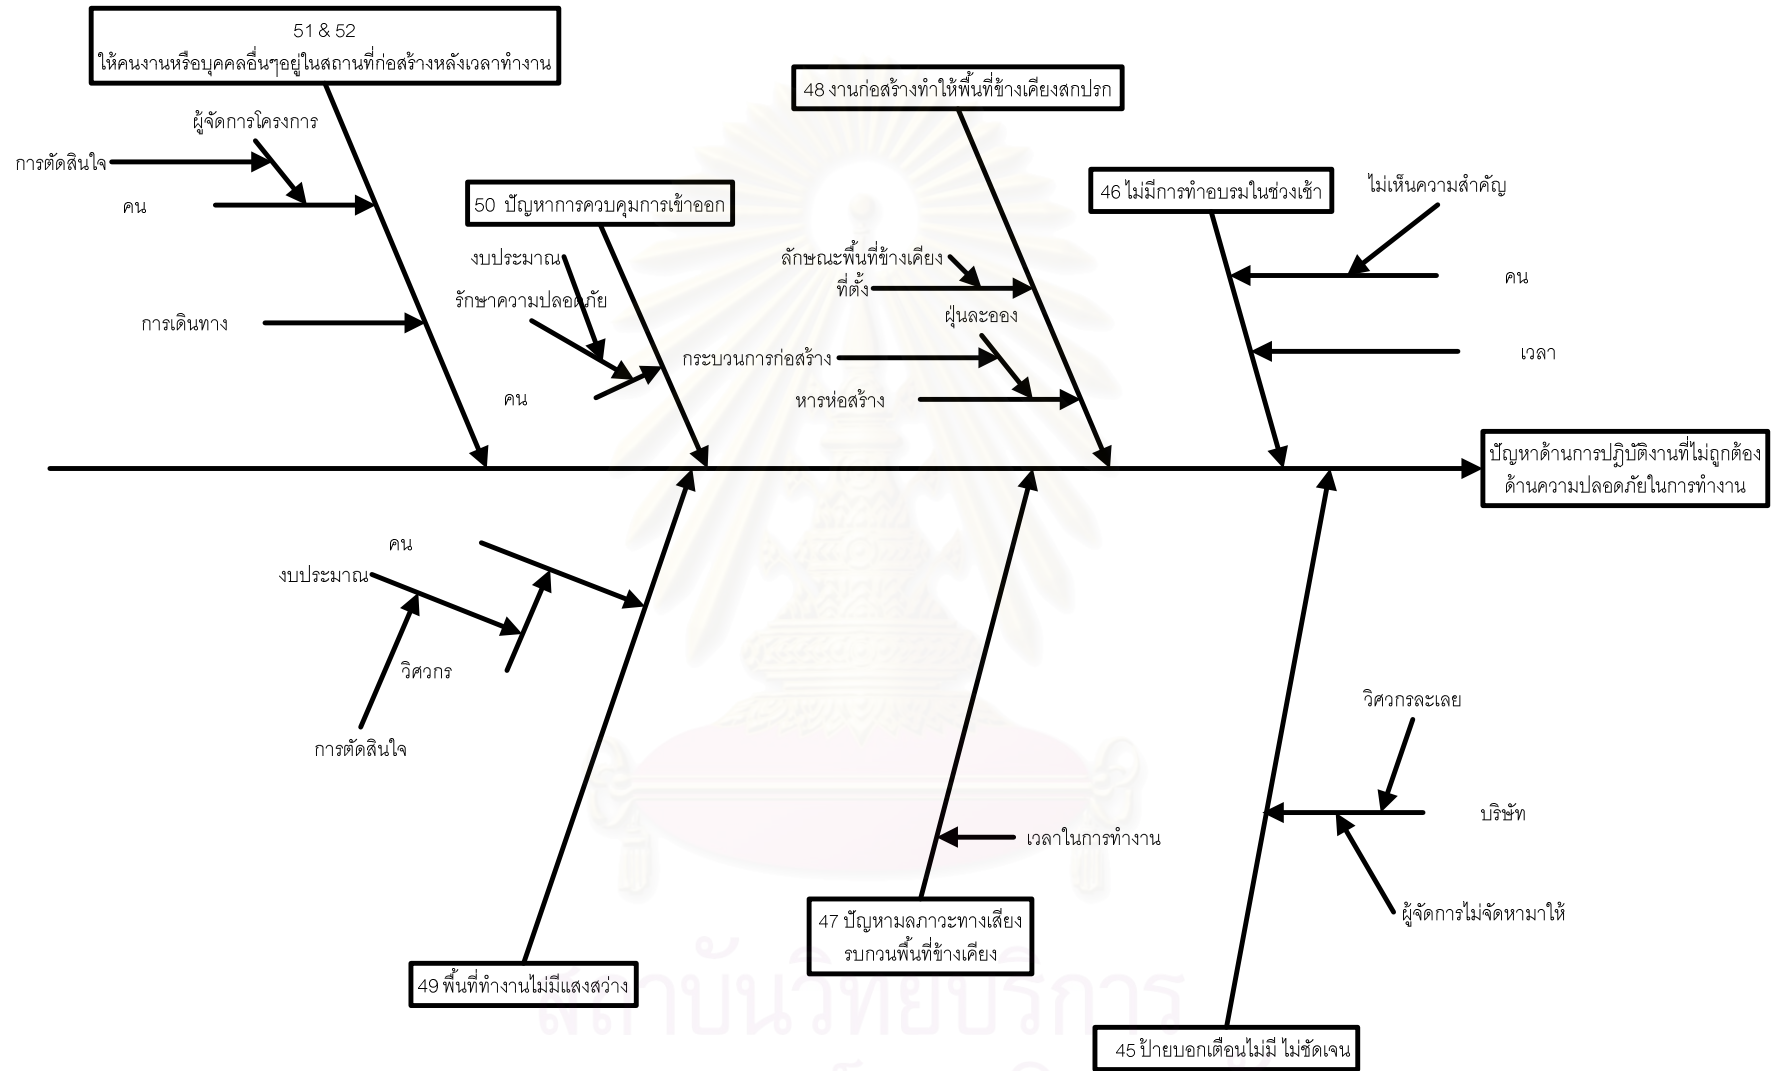 51 & 52
ให้คนงานหรือบุคคลอื่นๆอยู่ในสถานที่ก่อสร้างหลังเวลาทำงาน
ผู้จัดการโครงการ
การตัดสินใจ
คน
การเดินทาง
50 ปัญหาการควบคุมการเข้าออก
งบประมาณ
รักษาความปลอดภัย
คน
48 งานก่อสร้างทำให้พื้นที่ข้างเคียงสกปรก
ลักษณะพื้นที่ข้างเคียง
ที่ตั้ง
ฝุ่นละออง
กระบวนการก่อสร้าง
หารห่อสร้าง
46 ไม่มีการทำอบรมในช่วงเช้า
ไม่เห็นความสำคัญ
คน
เวลา
ปัญหาด้านการปฏิบัติงานที่ไม่ถูกต้อง
ด้านความปลอดภัยในการทำงาน
คน
งบประมาณ
วิศวกร
การตัดสินใจ
49 พื้นที่ทำงานไม่มีแสงสว่าง
เวลาในการทำงาน
47 ปัญหามลภาวะทางเสียง
รบกวนพื้นที่ข้างเคียง
วิศวกรละเลย
บริษัท
ผู้จัดการไม่จัดหามาให้
45 ป้ายบอกเตือนไม่มี ไม่ชัดเจน
สถาบันวิทยบริการ